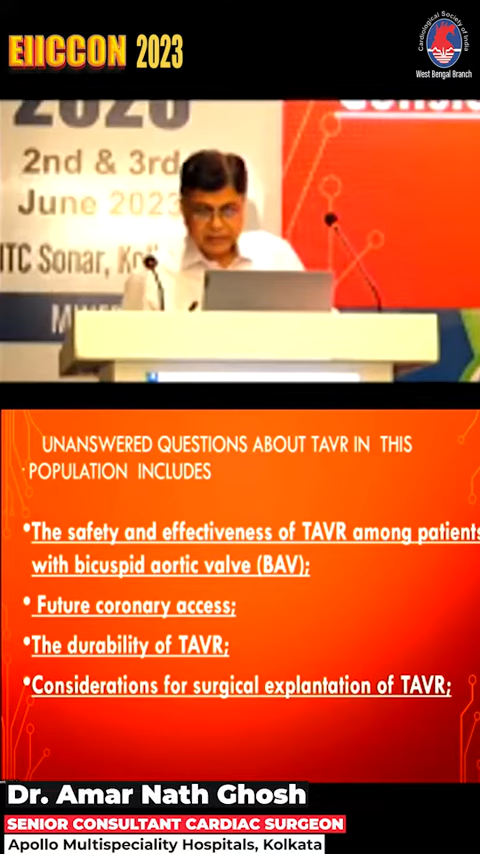 EIICCON 2023
Cardiological Society of India
West Bengal Branch
2023
2nd & 3rd
June 2023
ITC Sonar,
UNANSWERED QUESTIONS ABOUT TAVR IN THIS
POPULATION INCLUDES
•The safety and effectiveness of TAVR among patients
with bicuspid aortic valve (BAV);
• Future coronary access;
•The durability of TAVR;
•Considerations for surgical explantation of TAVR;
Dr. Amar Nath Ghosh
SENIOR CONSULTANT CARDIAC SURGEON
Apollo Multispeciality Hospitals, Kolkata